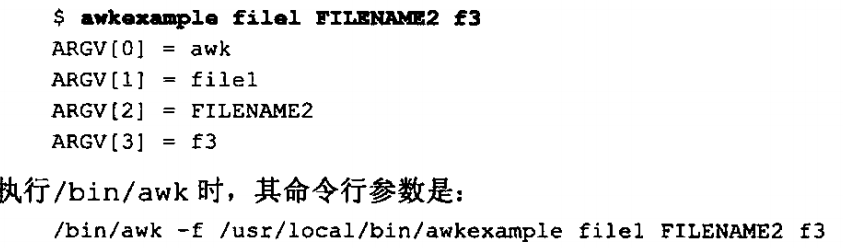 $ awkexample file1 FILENAME2 f3
ARGV[0] = awk
ARGV[1] = file1
ARGV[2] = FILENAME2
ARGV[3] = f3
执行/bin/awk 时，其命令行参数是：
/bin/awk -f /usr/local/bin/awkexample file1 FILENAME2 f3